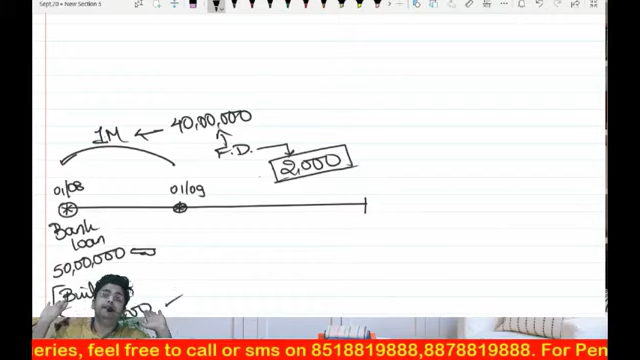 Sept,20 - New Section 5
1M ← 40,00,000
F.D. → 2,000
01/08 01/09
Bank
loan
50,00,000
eries, feel free to call or sms on 8518819888,8878819888. For Pen